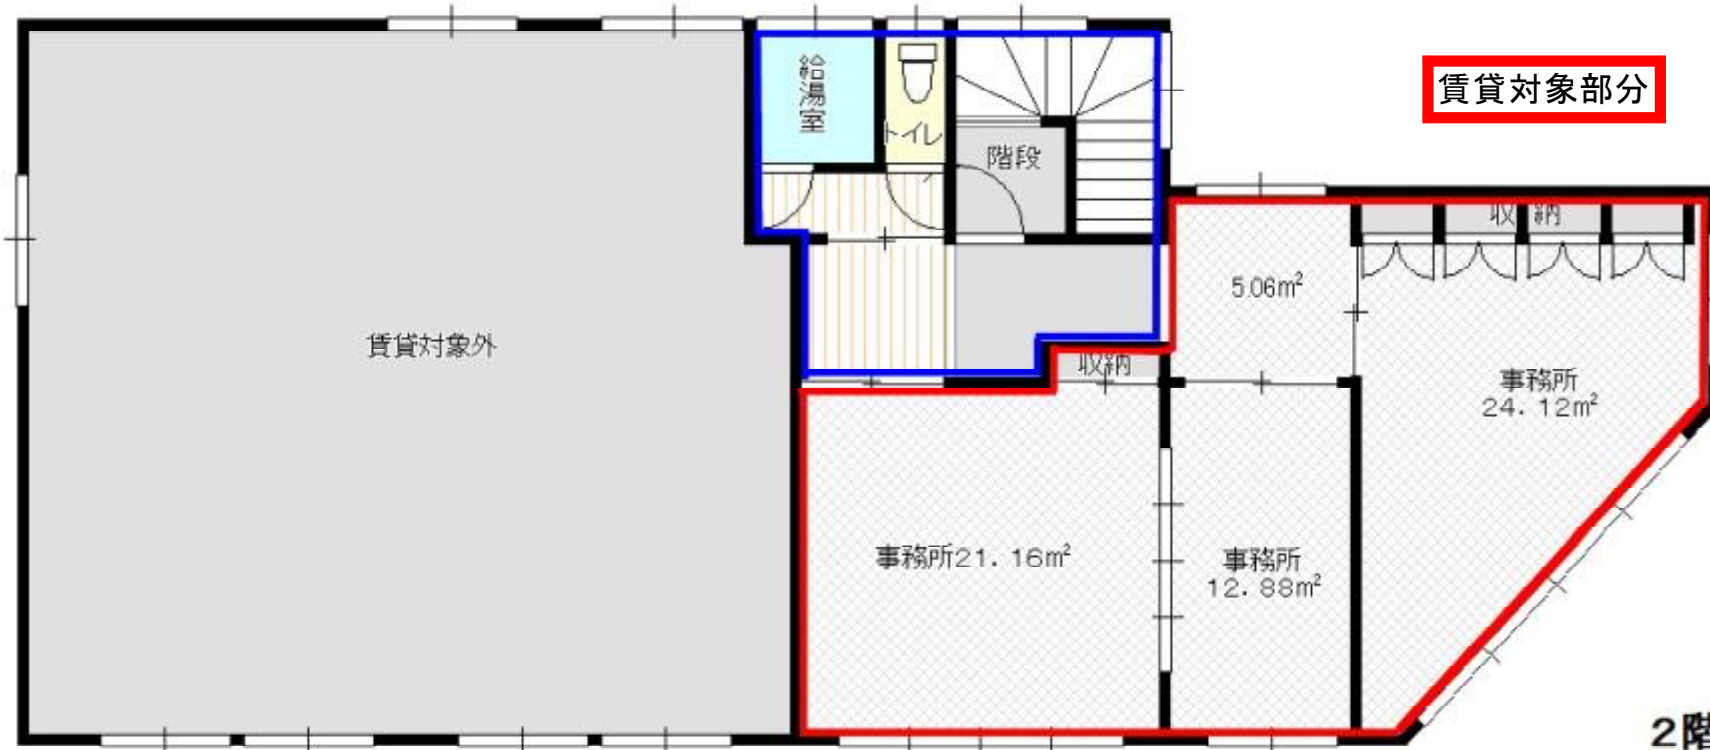 給湯室
トイレ
階段
賃貸対象部分
収納
5.06m²
賃貸対象外
収納
事務所
24.12m²
事務所21.16m²
事務所
12.88m²
2階